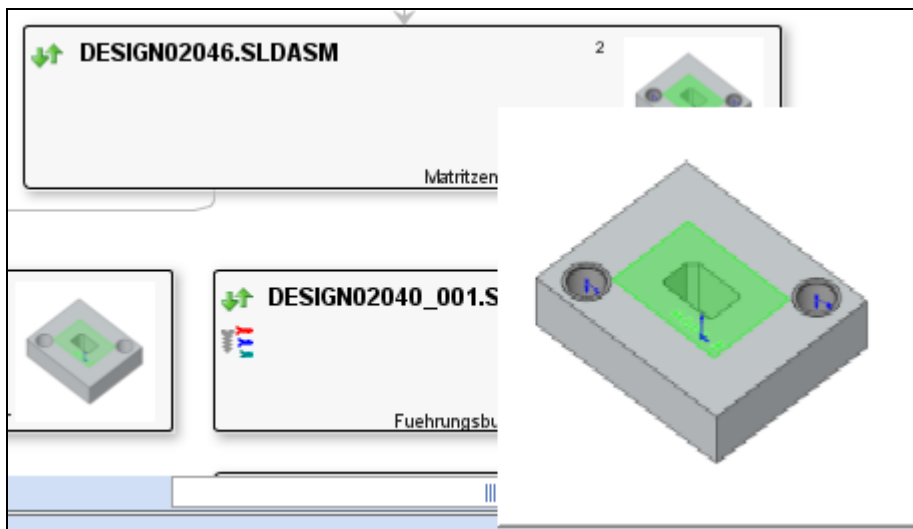 DESIGN02046.SLDASM
2
Matritzen
DESIGN02040_001.S
Fuehrungsbu